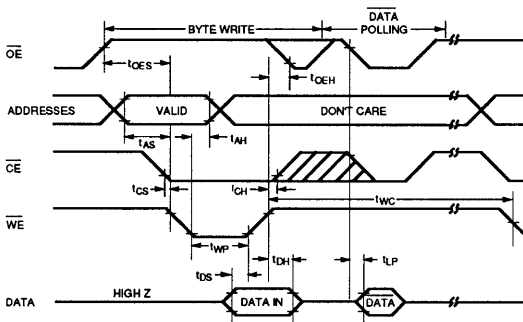 BYTE WRITE
DATA
POLLING
OE
tOES
tOEH
ADDRESSES
VALID
DON'T CARE
tAS
tAH
CE
tCS
tCH
tWC
WE
tWP
tDH
tLP
tDS
DATA
HIGH Z
DATA IN
DATA